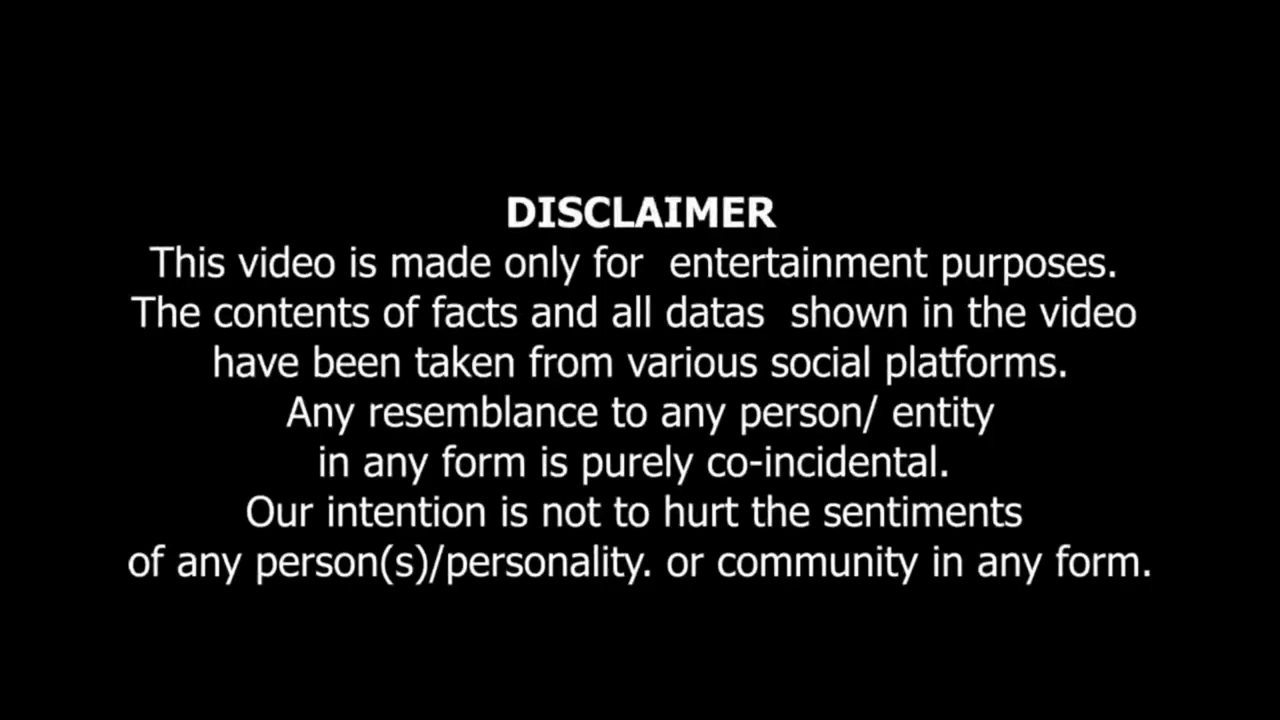 DISCLAIMER
This video is made only for  entertainment purposes.
The contents of facts and all datas  shown in the video
have been taken from various social platforms.
Any resemblance to any person/ entity
in any form is purely co-incidental.
Our intention is not to hurt the sentiments
of any person(s)/personality. or community in any form.